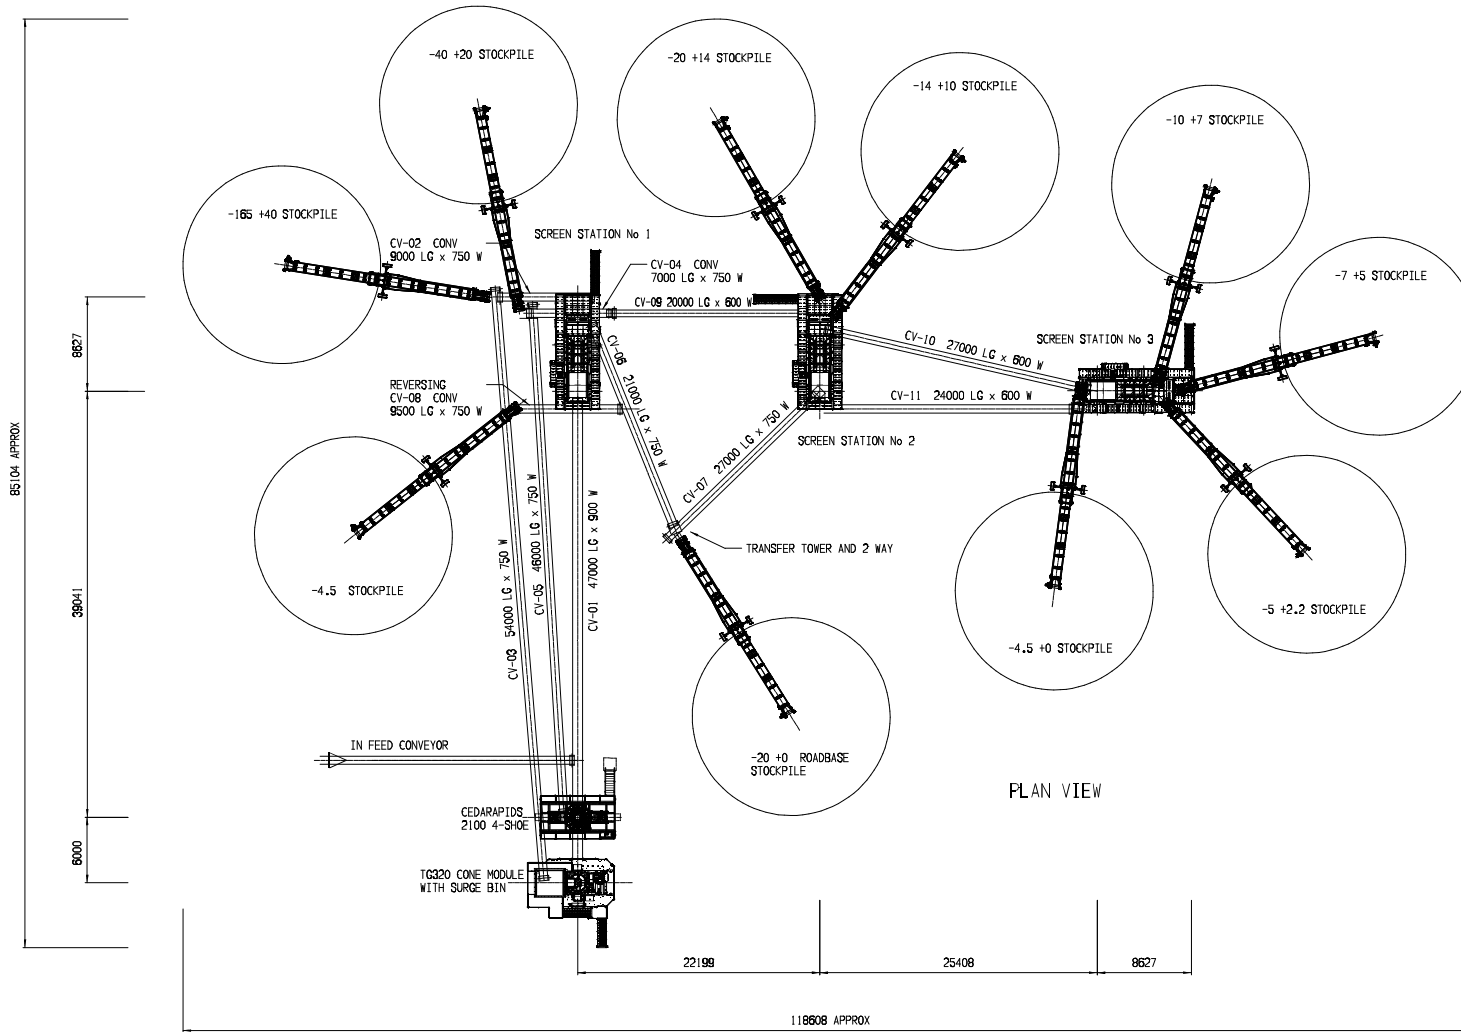 -40 +20 STOCKPILE
-20 +14 STOCKPILE
-14 +10 STOCKPILE
-10 +7 STOCKPILE
-165 +40 STOCKPILE
SCREEN STATION No 1
CV-02 CONV
9000 LG x 750 W
CV-04 CONV
7000 LG x 750 W
-7 +5 STOCKPILE
CV-09 20000 LG x 600 W
8627
CV-06 21000 LG x 750 W
CV-10 27000 LG x 600 W
SCREEN STATION No 3
REVERSING
CV-08 CONV
9500 LG x 750 W
CV-11 24000 LG x 600 W
SCREEN STATION No 2
CV-07 27000 LG x 750 W
85104 APPROX
39041
CV-03 54000 LG x 750 W
CV-05 46000 LG x 750 W
CV-01 47000 LG x 900 W
TRANSFER TOWER AND 2 WAY
-4.5 STOCKPILE
-5 +2.2 STOCKPILE
-4.5 +0 STOCKPILE
IN FEED CONVEYOR
-20 +0 ROADBASE
STOCKPILE
PLAN VIEW
CEDARAPIDS
2100 4-SHOE
6000
TG320 CONE MODULE
WITH SURGE BIN
22199
25408
8627
118608 APPROX